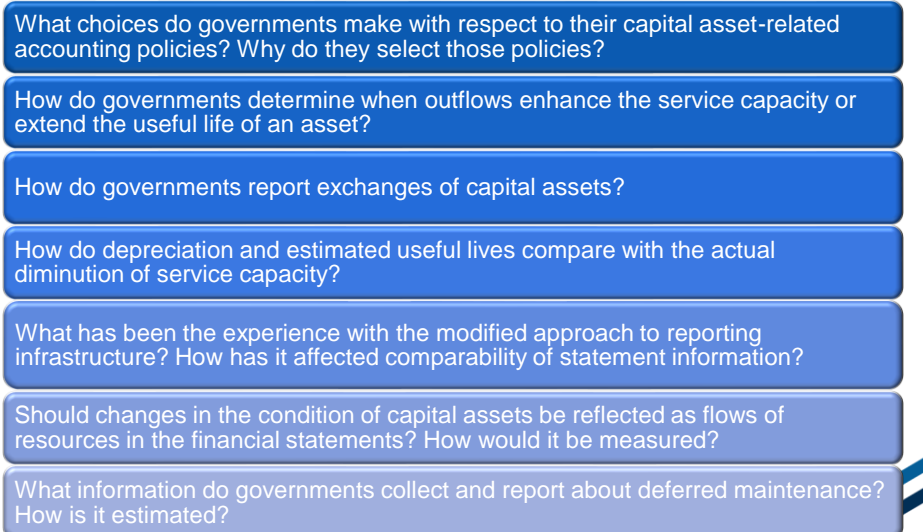 What choices do governments make with respect to their capital asset-related
accounting policies? Why do they select those policies?
How do governments determine when outflows enhance the service capacity or
extend the useful life of an asset?
How do governments report exchanges of capital assets?
How do depreciation and estimated useful lives compare with the actual
diminution of service capacity?
What has been the experience with the modified approach to reporting
infrastructure? How has it affected comparability of statement information?
Should changes in the condition of capital assets be reflected as flows of
resources in the financial statements? How would it be measured?
What information do governments collect and report about deferred maintenance?
How is it estimated?